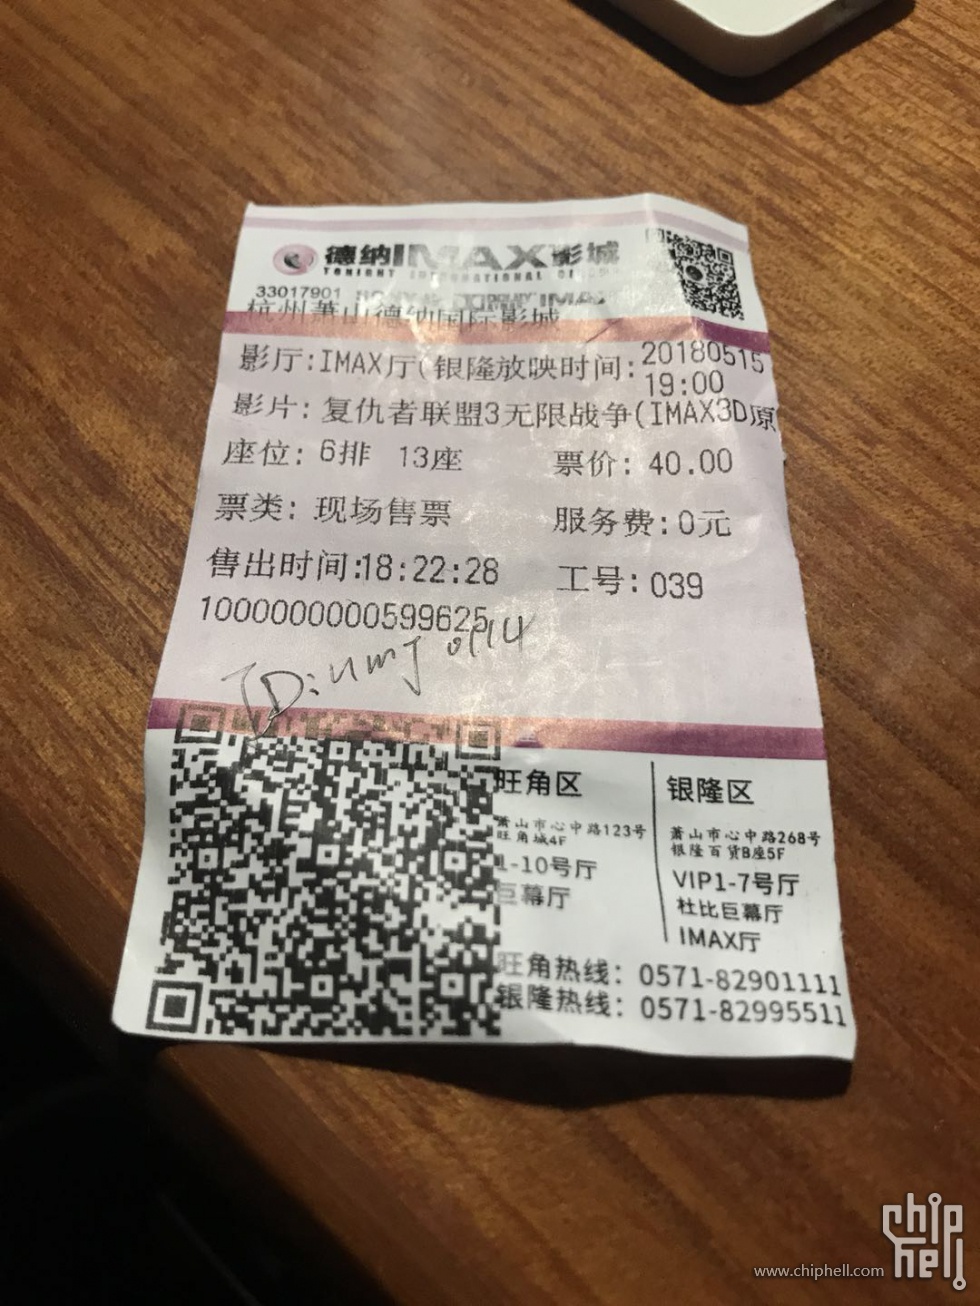 德纳IMAX影城
TONIGHT INTERNATIONAL
33017901
杭州萧山德纳国际影城
影厅:IMAX厅(银隆放映时间:20180515
19:00
影片:复仇者联盟3无限战争(IMAX3D原
座位:6排 13座 票价:40.00
票类:现场售票 服务费:0元
售出时间:18:22:28 工号:039
1000000000599625
ID:numj0114
旺角区
萧山市心中路123号
旺角城4F
1-10号厅
巨幕厅
银隆区
萧山市心中路268号
银隆百货B座5F
VIP1-7号厅
杜比巨幕厅
IMAX厅
旺角热线:0571-82901111
银隆热线:0571-82995511
chip
hell
www.chiphell.com